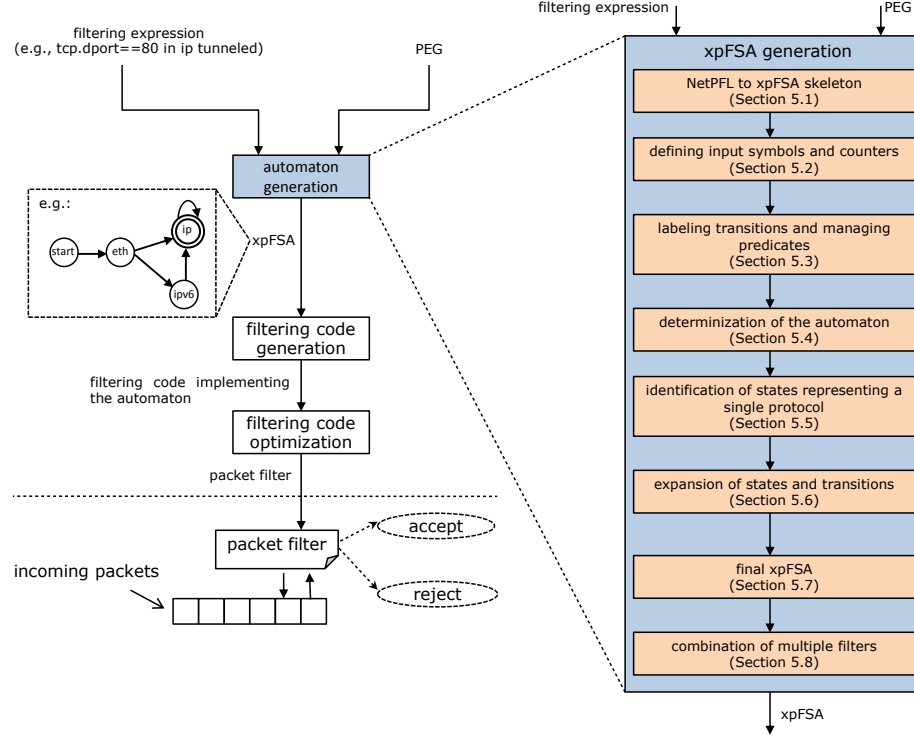 filtering expression
(e.g., tcp.dport==80 in ip tunneled)
PEG
automaton
generation
e.g.:
start
eth
ip
ipv6
xpFSA
filtering code
generation
filtering code implementing
the automaton
filtering code
optimization
packet filter
packet filter
accept
reject
incoming packets
filtering expression
PEG
xpFSA generation
NetPFL to xpFSA skeleton
(Section 5.1)
defining input symbols and counters
(Section 5.2)
labeling transitions and managing
predicates
(Section 5.3)
determinization of the automaton
(Section 5.4)
identification of states representing a
single protocol
(Section 5.5)
expansion of states and transitions
(Section 5.6)
final xpFSA
(Section 5.7)
combination of multiple filters
(Section 5.8)
xpFSA